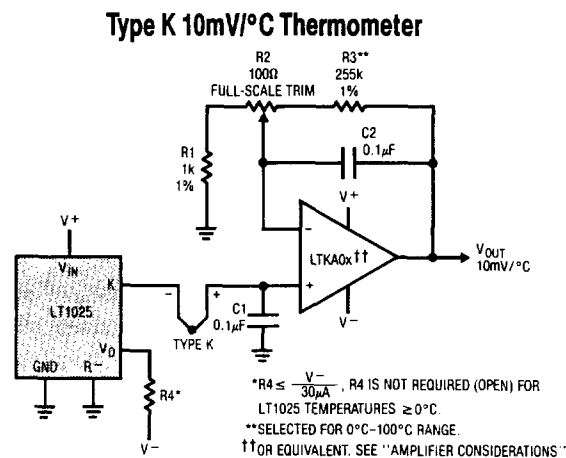 Type K 10mV/°C Thermometer
R2
100Ω
FULL-SCALE TRIM
R3**
255k
1%
R1
1k
1%
C2
0.1µF
V+
V+
VIN
K
LT1025
VO
GND
R−
−
+
TYPE K
C1
0.1µF
−
+
LTKA0x††
V−
VOUT
10mV/°C
R4*
V−
*R4 ≤ V−/30µA, R4 IS NOT REQUIRED (OPEN) FOR
LT1025 TEMPERATURES ≥ 0°C.
**SELECTED FOR 0°C–100°C RANGE.
††OR EQUIVALENT. SEE "AMPLIFIER CONSIDERATIONS"